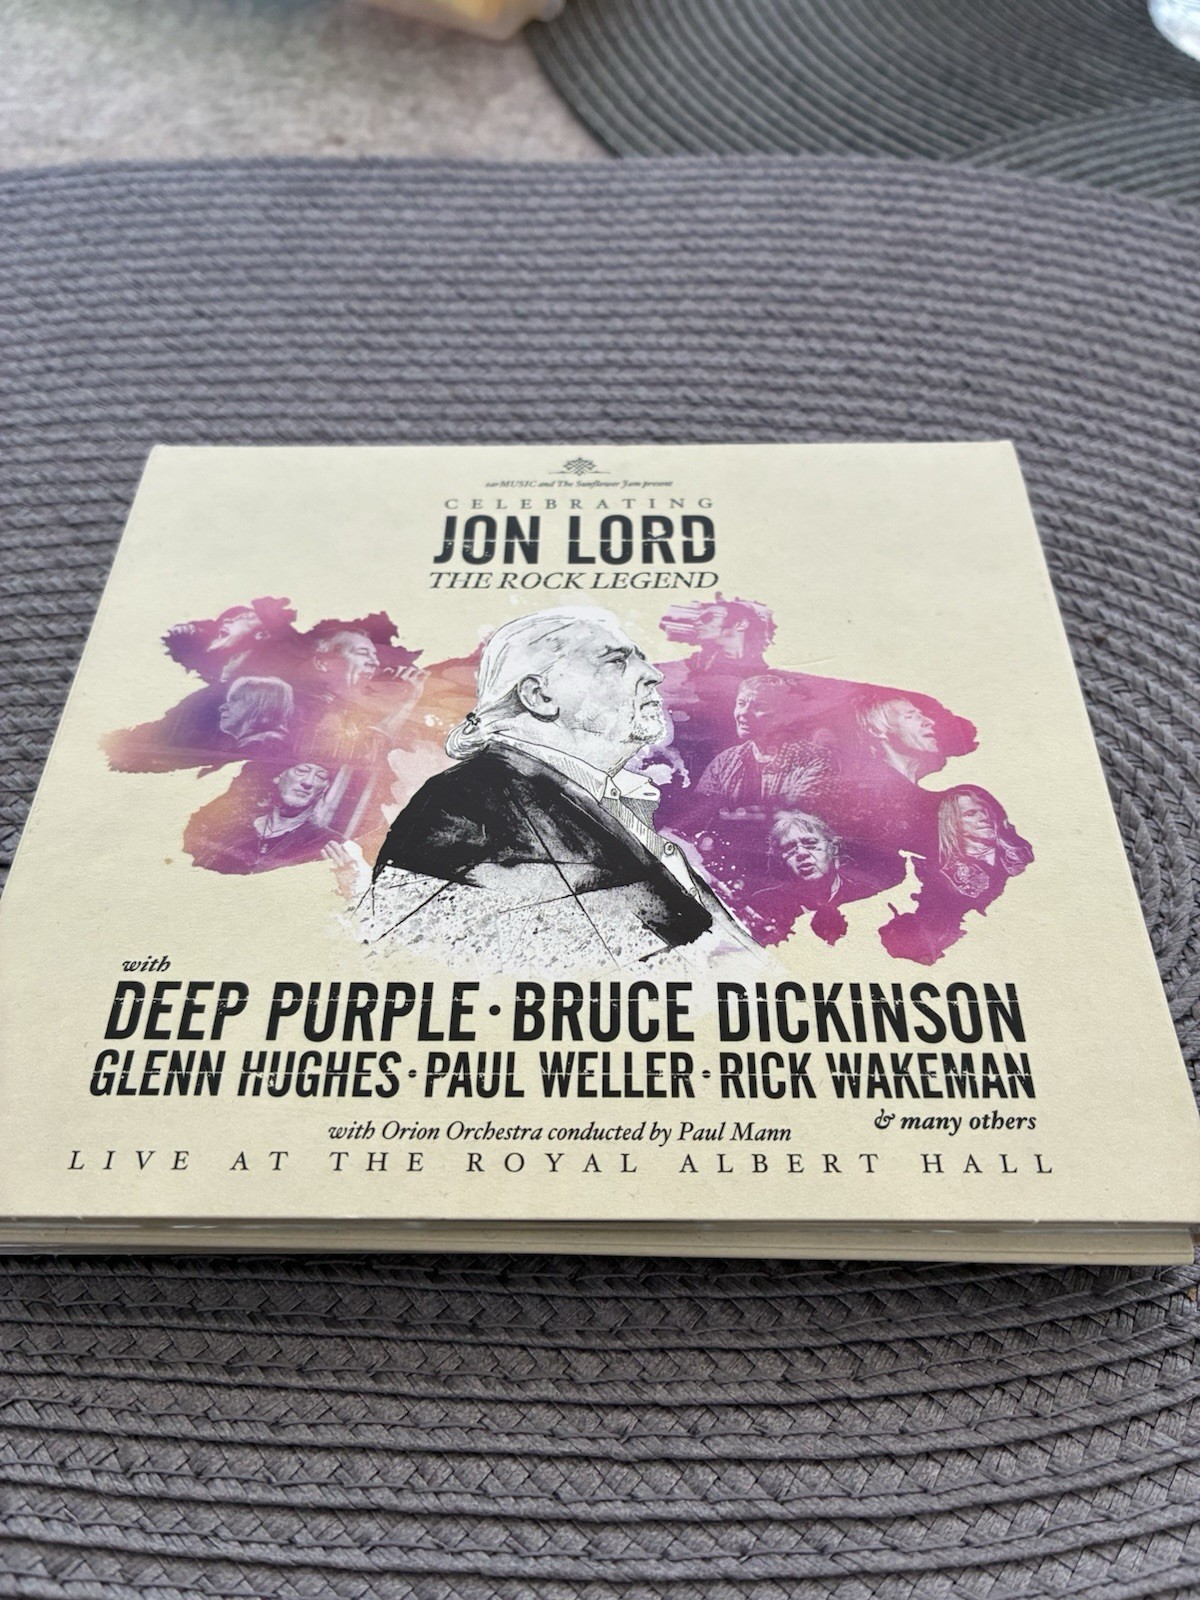 earMUSIC and The Sunflower Jam present
CELEBRATING
JON LORD
THE ROCK LEGEND
with
DEEP PURPLE · BRUCE DICKINSON
GLENN HUGHES · PAUL WELLER · RICK WAKEMAN
& many others
with Orion Orchestra conducted by Paul Mann
LIVE AT THE ROYAL ALBERT HALL